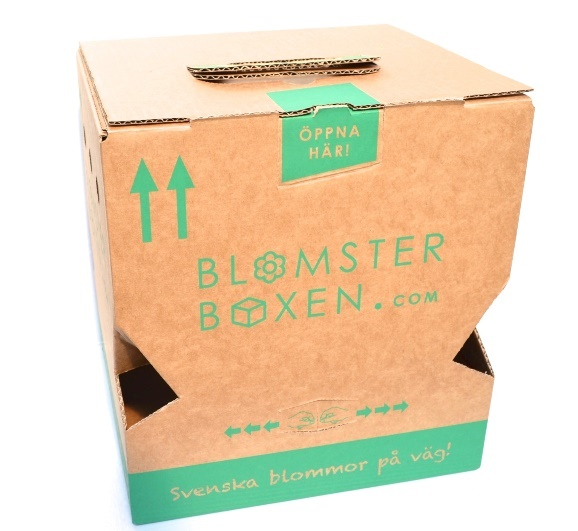 ÖPPNA
HÄR!
BLOMSTER
BOXEN.COM
Svenska blommor på väg!